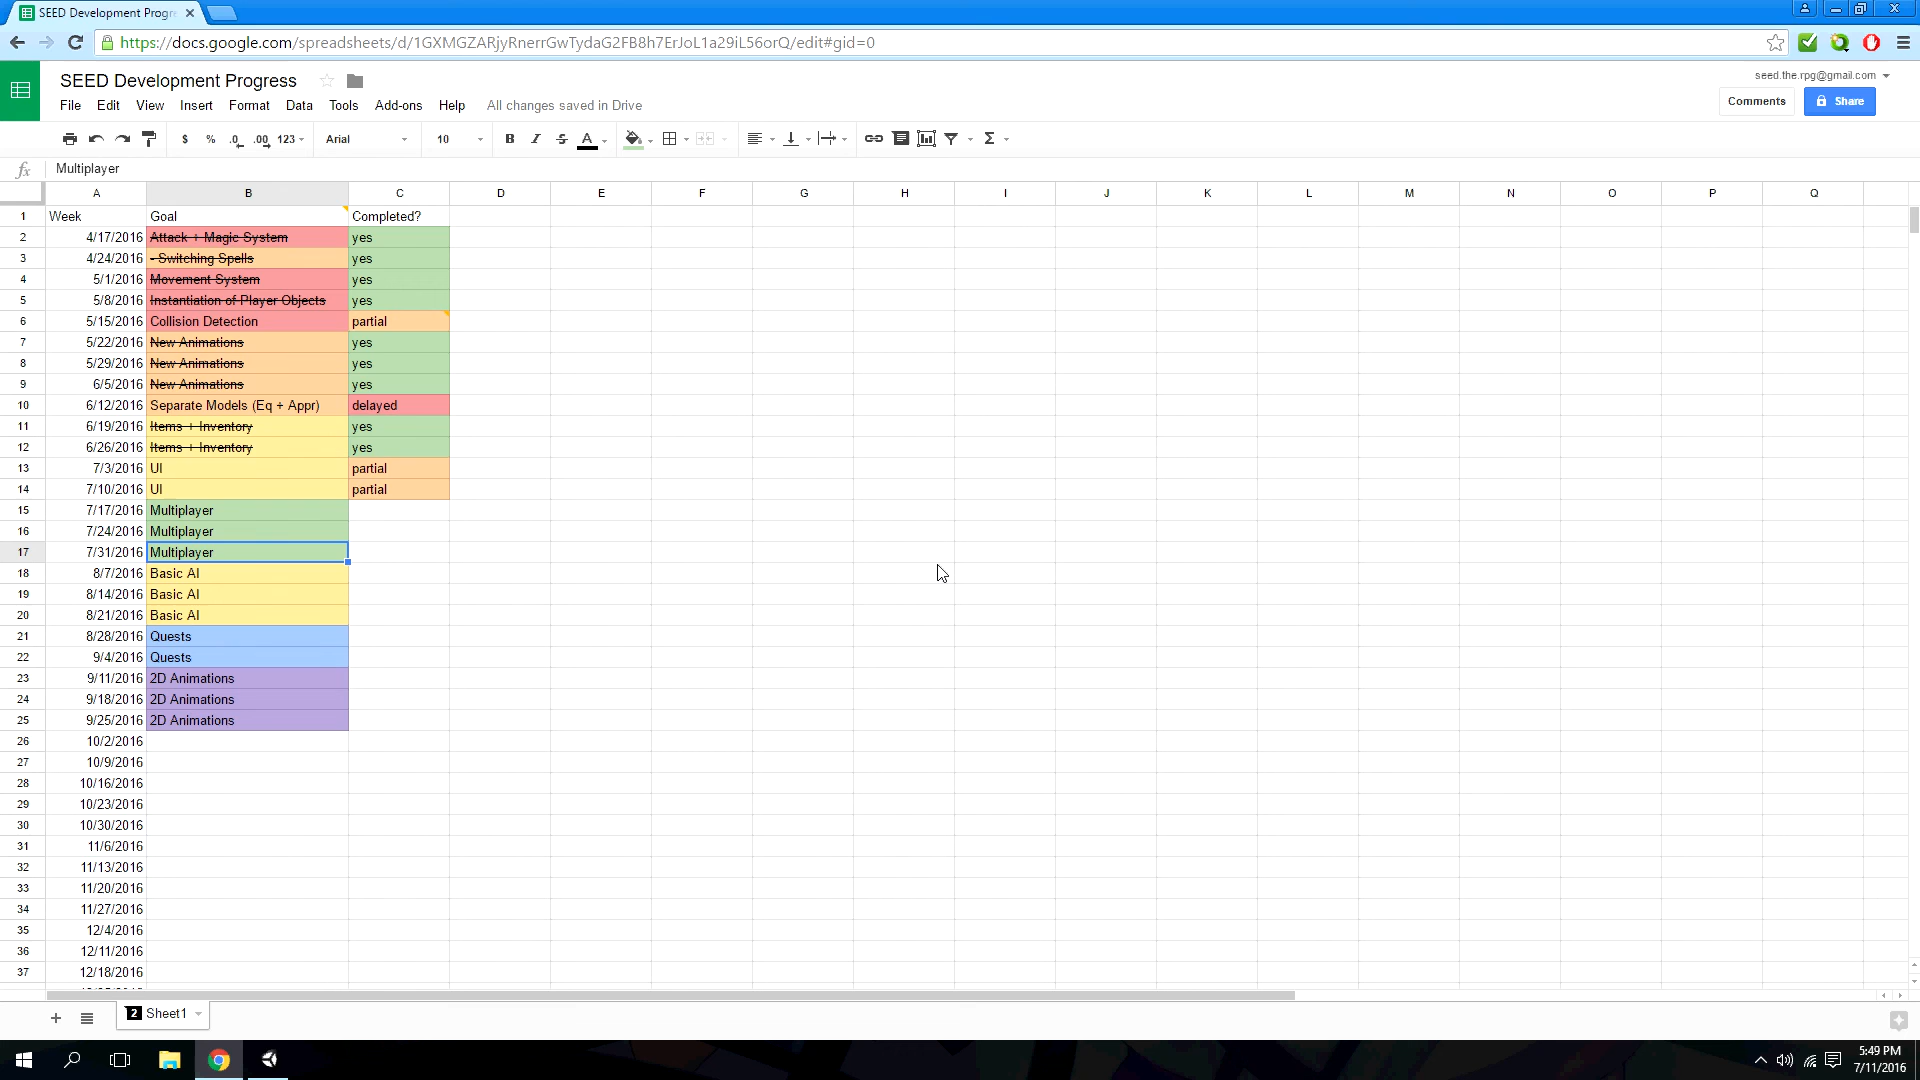 SEED Development Progr
https://docs.google.com/spreadsheets/d/1GXMGZARjyRnerrGwTydaG2FB8h7ErJoL1a29iL56orQ/edit#gid=0
SEED Development Progress
seed.the.rpg@gmail.com
File Edit View Insert Format Data Tools Add-ons Help All changes saved in Drive
Comments Share
$ % .0 .00 123 Arial 10 B I S A Σ
fx Multiplayer
A B C D E F G H I J K L M N O P Q
1 Week Goal Completed?
2 4/17/2016 Attack + Magic System yes
3 4/24/2016 - Switching Spells yes
4 5/1/2016 Movement System yes
5 5/8/2016 Instantiation of Player Objects yes
6 5/15/2016 Collision Detection partial
7 5/22/2016 New Animations yes
8 5/29/2016 New Animations yes
9 6/5/2016 New Animations yes
10 6/12/2016 Separate Models (Eq + Appr) delayed
11 6/19/2016 Items + Inventory yes
12 6/26/2016 Items + Inventory yes
13 7/3/2016 UI partial
14 7/10/2016 UI partial
15 7/17/2016 Multiplayer
16 7/24/2016 Multiplayer
17 7/31/2016 Multiplayer
18 8/7/2016 Basic AI
19 8/14/2016 Basic AI
20 8/21/2016 Basic AI
21 8/28/2016 Quests
22 9/4/2016 Quests
23 9/11/2016 2D Animations
24 9/18/2016 2D Animations
25 9/25/2016 2D Animations
26 10/2/2016
27 10/9/2016
28 10/16/2016
29 10/23/2016
30 10/30/2016
31 11/6/2016
32 11/13/2016
33 11/20/2016
34 11/27/2016
35 12/4/2016
36 12/11/2016
37 12/18/2016
2 Sheet1
5:49 PM
7/11/2016